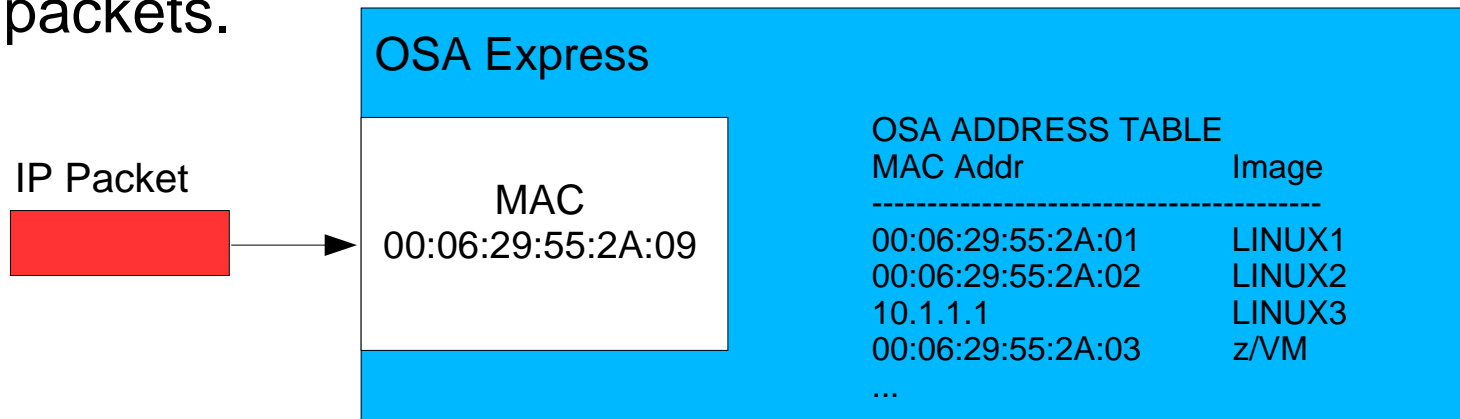 packets.
OSA Express
IP Packet
MAC
00:06:29:55:2A:09
OSA ADDRESS TABLE
MAC Addr Image
-----------------------------------------
00:06:29:55:2A:01 LINUX1
00:06:29:55:2A:02 LINUX2
10.1.1.1 LINUX3
00:06:29:55:2A:03 z/VM
...